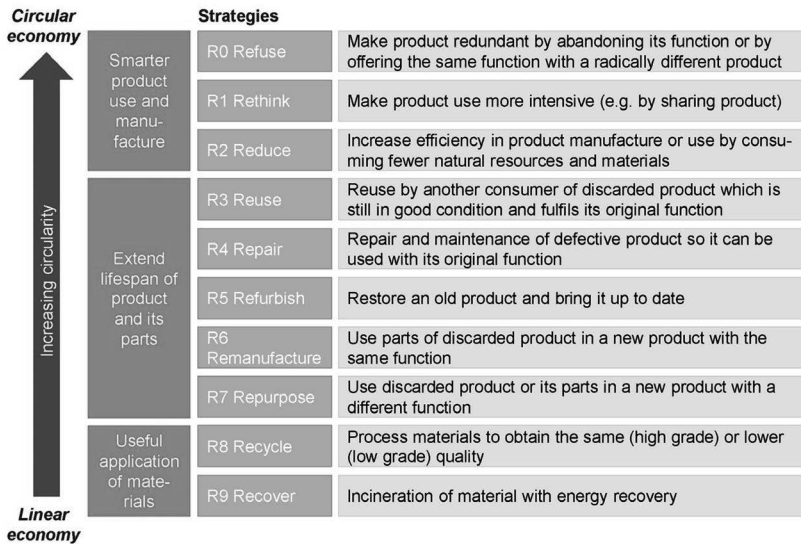 Circular
economy
Strategies
Increasing circularity
Linear
economy
Smarter
product
use and
manu-
facture
R0 Refuse
Make product redundant by abandoning its function or by
offering the same function with a radically different product
R1 Rethink
Make product use more intensive (e.g. by sharing product)
R2 Reduce
Increase efficiency in product manufacture or use by consu-
ming fewer natural resources and materials
Extend
lifespan of
product
and its
parts
R3 Reuse
Reuse by another consumer of discarded product which is
still in good condition and fulfils its original function
R4 Repair
Repair and maintenance of defective product so it can be
used with its original function
R5 Refurbish
Restore an old product and bring it up to date
R6
Remanufacture
Use parts of discarded product in a new product with the
same function
R7 Repurpose
Use discarded product or its parts in a new product with a
different function
Useful
application
of mate-
rials
R8 Recycle
Process materials to obtain the same (high grade) or lower
(low grade) quality
R9 Recover
Incineration of material with energy recovery